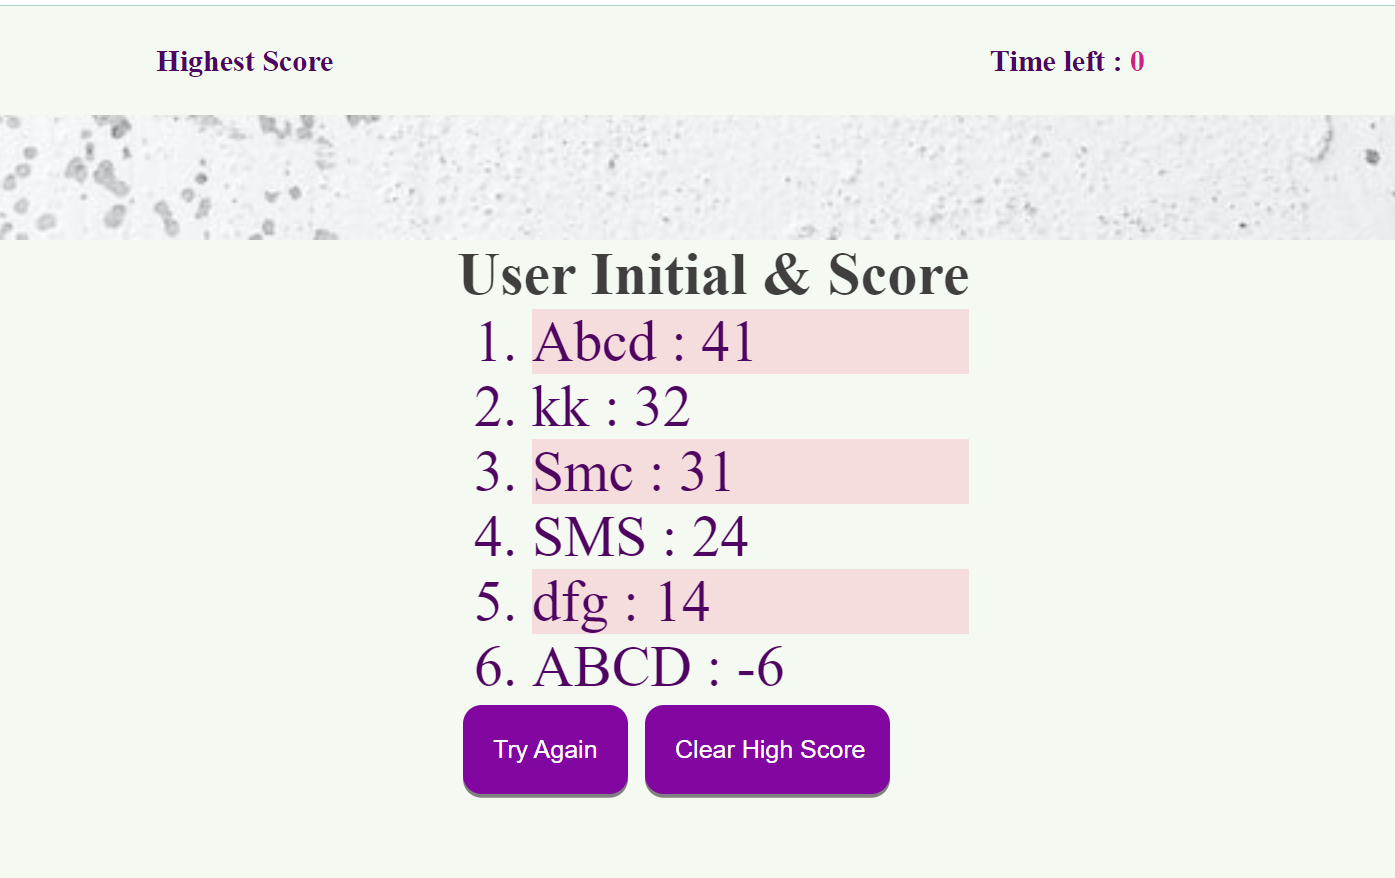 Highest Score
Time left : 0
User Initial & Score
1. Abcd : 41
2. kk : 32
3. Smc : 31
4. SMS : 24
5. dfg : 14
6. ABCD : -6
Try Again
Clear High Score